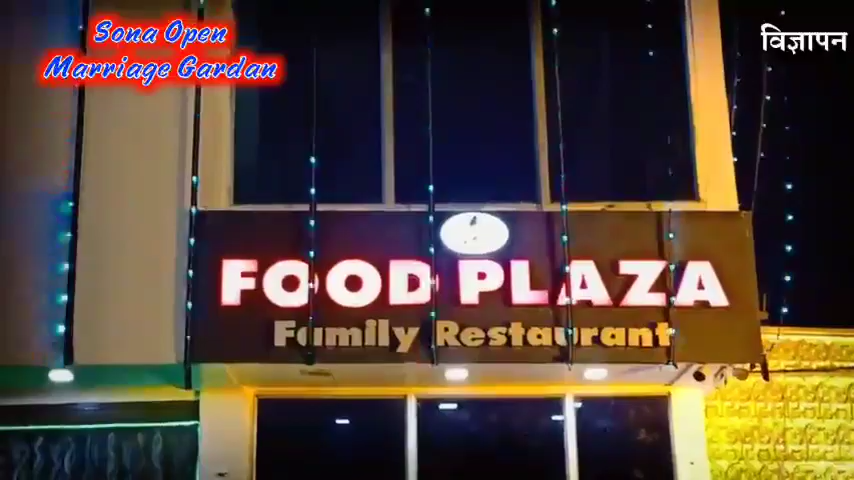 Sona Open
Marriage Gardan
विज्ञापन
FOOD PLAZA
Family Restaurant